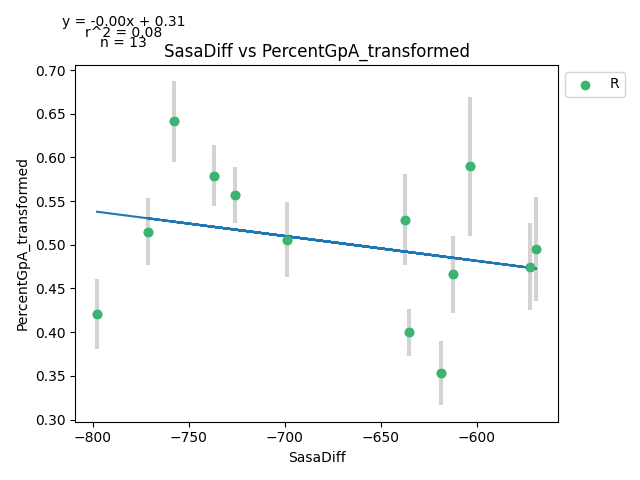 y = -0.00x + 0.31
r^2 = 0.08
n = 13
SasaDiff vs PercentGpA_transformed
R
PercentGpA_transformed
0.70
0.65
0.60
0.55
0.50
0.45
0.40
0.35
0.30
−800
−750
−700
−650
−600
SasaDiff